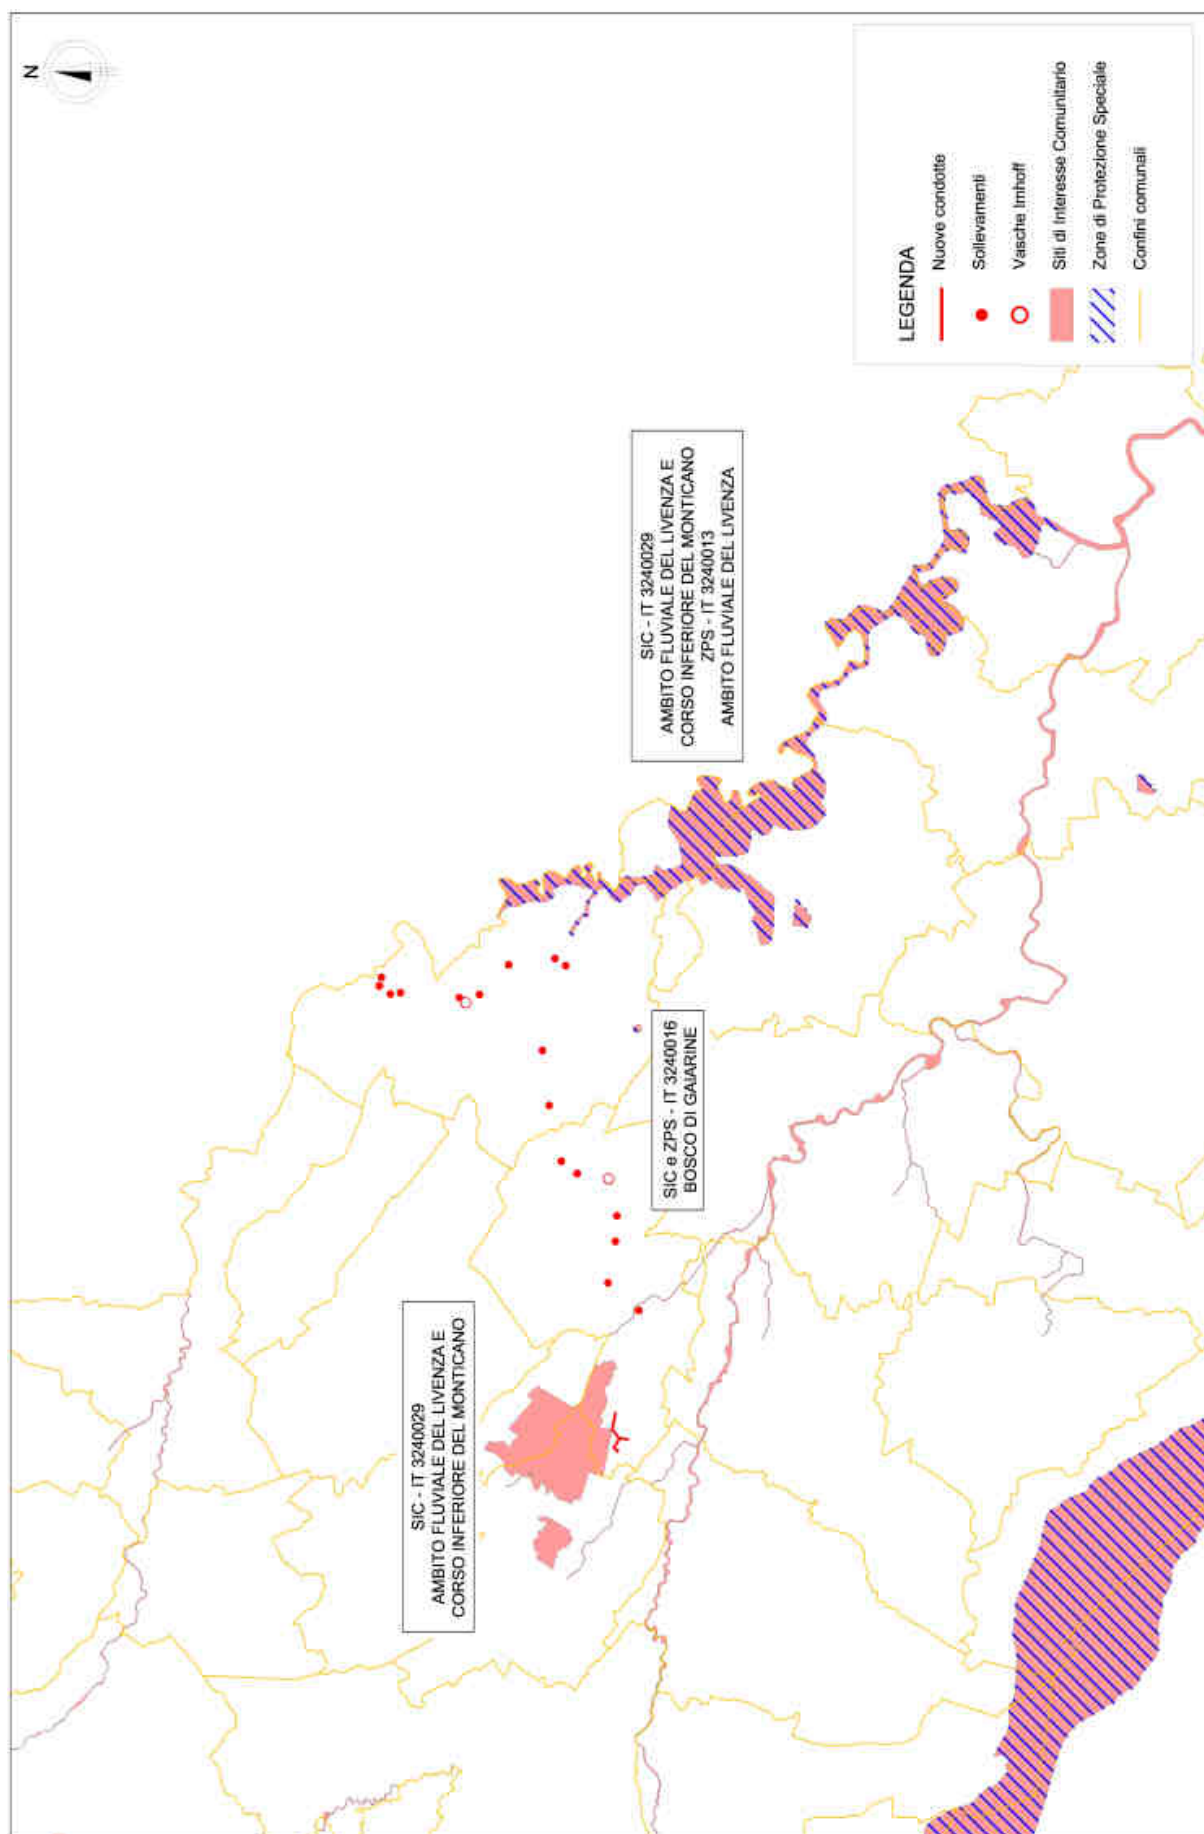 N
SIC - IT 3240029
AMBITO FLUVIALE DEL LIVENZA E
CORSO INFERIORE DEL MONTICANO
SIC e ZPS - IT 3240016
BOSCO DI GAIARINE
SIC - IT 3240029
AMBITO FLUVIALE DEL LIVENZA E
CORSO INFERIORE DEL MONTICANO
ZPS - IT 3240013
AMBITO FLUVIALE DEL LIVENZA
LEGENDA
Nuove condotte
Sollevamenti
Vasche Imhoff
Siti di Interesse Comunitario
Zone di Protezione Speciale
Confini comunali